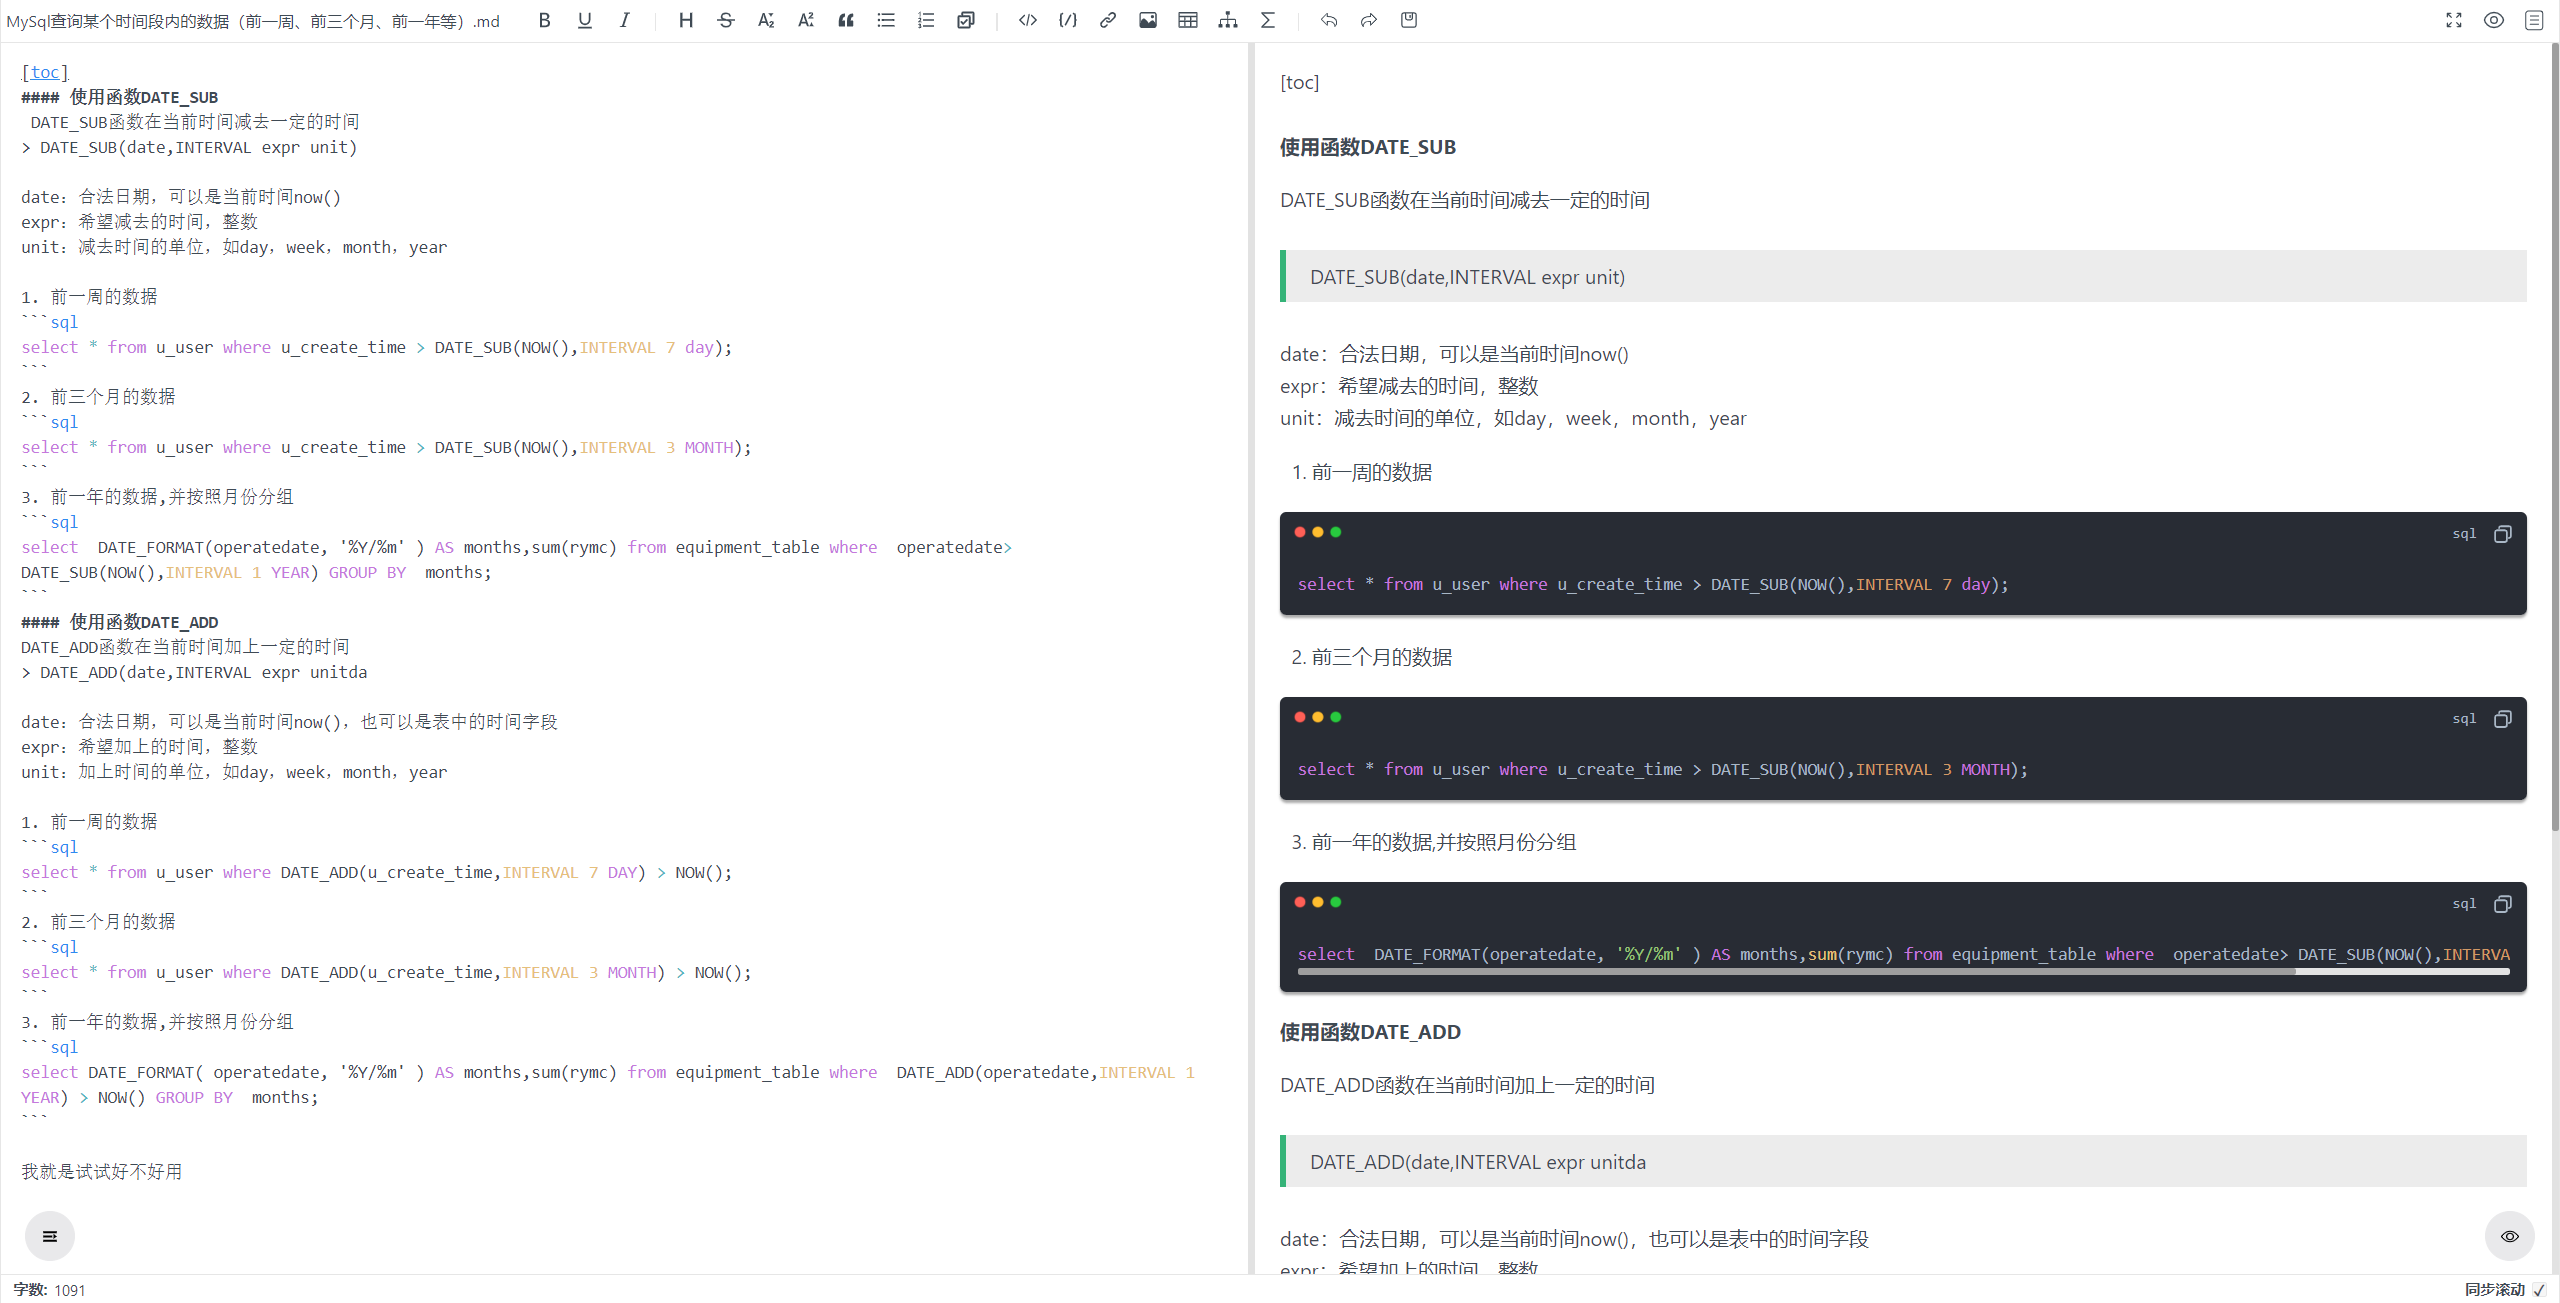 MySql查询某个时间段内的数据（前一周、前三个月、前一年等）.md
[toc]
#### 使用函数DATE_SUB
DATE_SUB函数在当前时间减去一定的时间
> DATE_SUB(date,INTERVAL expr unit)
date：合法日期，可以是当前时间now()
expr：希望减去的时间，整数
unit：减去时间的单位，如day，week，month，year
1. 前一周的数据
```sql
select * from u_user where u_create_time > DATE_SUB(NOW(),INTERVAL 7 day);
```
2. 前三个月的数据
```sql
select * from u_user where u_create_time > DATE_SUB(NOW(),INTERVAL 3 MONTH);
```
3. 前一年的数据,并按照月份分组
```sql
select  DATE_FORMAT(operatedate, '%Y/%m' ) AS months,sum(rymc) from equipment_table where  operatedate>
DATE_SUB(NOW(),INTERVAL 1 YEAR) GROUP BY  months;
```
#### 使用函数DATE_ADD
DATE_ADD函数在当前时间加上一定的时间
> DATE_ADD(date,INTERVAL expr unitda
date：合法日期，可以是当前时间now()，也可以是表中的时间字段
expr：希望加上的时间，整数
unit：加上时间的单位，如day，week，month，year
1. 前一周的数据
```sql
select * from u_user where DATE_ADD(u_create_time,INTERVAL 7 DAY) > NOW();
```
2. 前三个月的数据
```sql
select * from u_user where DATE_ADD(u_create_time,INTERVAL 3 MONTH) > NOW();
```
3. 前一年的数据,并按照月份分组
```sql
select DATE_FORMAT( operatedate, '%Y/%m' ) AS months,sum(rymc) from equipment_table where  DATE_ADD(operatedate,INTERVAL 1
YEAR) > NOW() GROUP BY  months;
```
我就是试试好不好用
[toc]
使用函数DATE_SUB
DATE_SUB函数在当前时间减去一定的时间
DATE_SUB(date,INTERVAL expr unit)
date：合法日期，可以是当前时间now()
expr：希望减去的时间，整数
unit：减去时间的单位，如day，week，month，year
1. 前一周的数据
sql
select * from u_user where u_create_time > DATE_SUB(NOW(),INTERVAL 7 day);
2. 前三个月的数据
sql
select * from u_user where u_create_time > DATE_SUB(NOW(),INTERVAL 3 MONTH);
3. 前一年的数据,并按照月份分组
sql
select  DATE_FORMAT(operatedate, '%Y/%m' ) AS months,sum(rymc) from equipment_table where  operatedate> DATE_SUB(NOW(),INTERVA
使用函数DATE_ADD
DATE_ADD函数在当前时间加上一定的时间
DATE_ADD(date,INTERVAL expr unitda
date：合法日期，可以是当前时间now()，也可以是表中的时间字段
expr：希望加上的时间，整数
字数: 1091
同步滚动